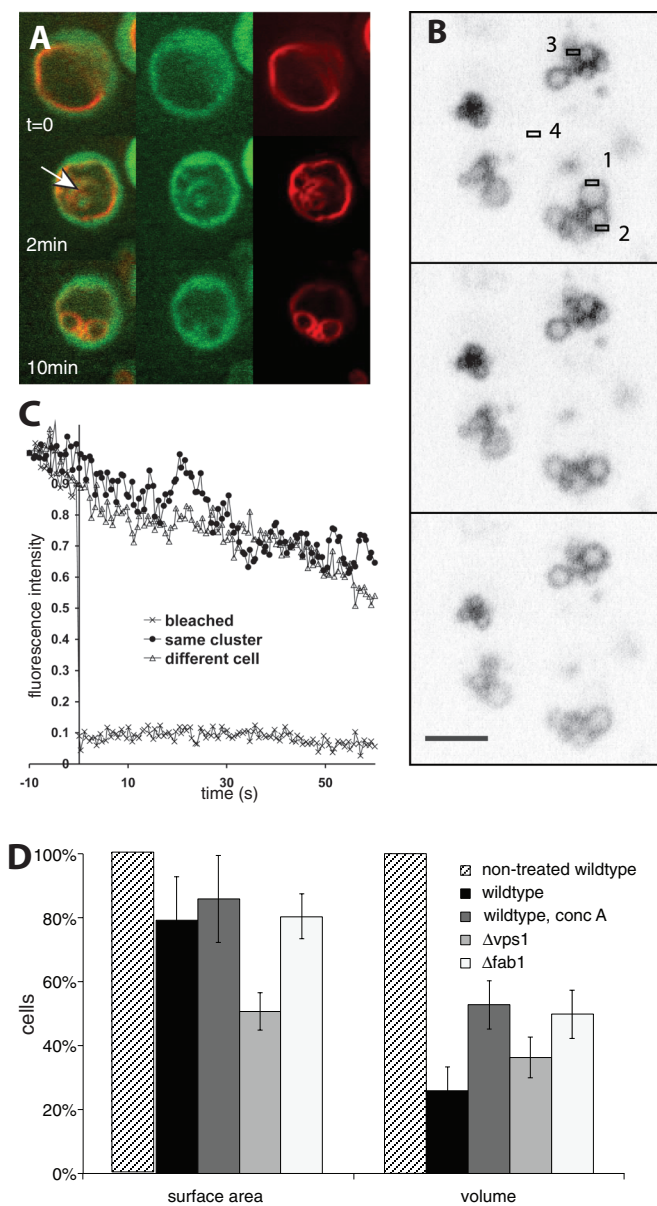 A
t=0
2min
10min
B
3
4
1
2
C
fluorescence intensity
0.9
0.8
0.7
0.6
0.5
0.4
0.3
0.2
0.1
0
bleached
same cluster
different cell
-10 10 30 50
time (s)
D
cells
100%
80%
60%
40%
20%
0%
non-treated wildtype
wildtype
wildtype, conc A
Δvps1
Δfab1
surface area volume